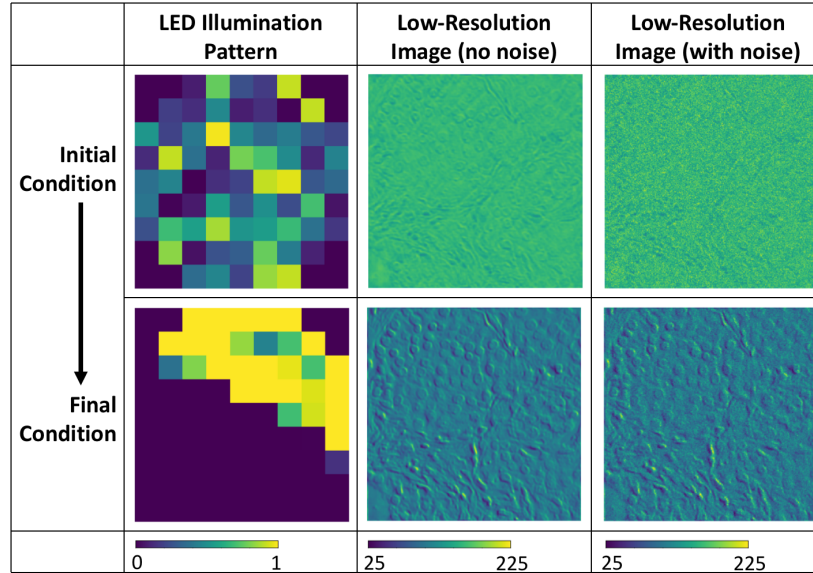 LED Illumination
Pattern
Low-Resolution
Image (no noise)
Low-Resolution
Image (with noise)
Initial
Condition
Final
Condition
0 1
25 225
25 225